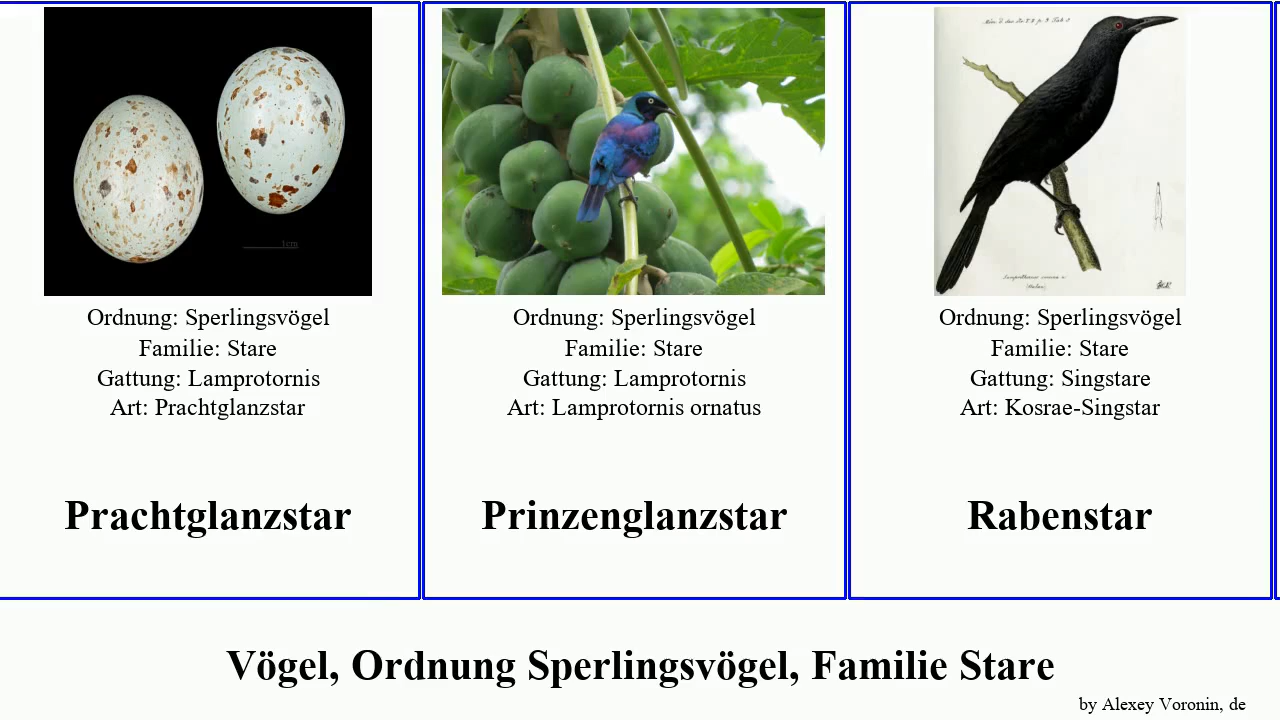 1cm
Ordnung: Sperlingsvögel
Familie: Stare
Gattung: Lamprotornis
Art: Prachtglanzstar
Prachtglanzstar
Ordnung: Sperlingsvögel
Familie: Stare
Gattung: Lamprotornis
Art: Lamprotornis ornatus
Prinzenglanzstar
Ordnung: Sperlingsvögel
Familie: Stare
Gattung: Singstare
Art: Kosrae-Singstar
Rabenstar
Vögel, Ordnung Sperlingsvögel, Familie Stare
by Alexey Voronin, de